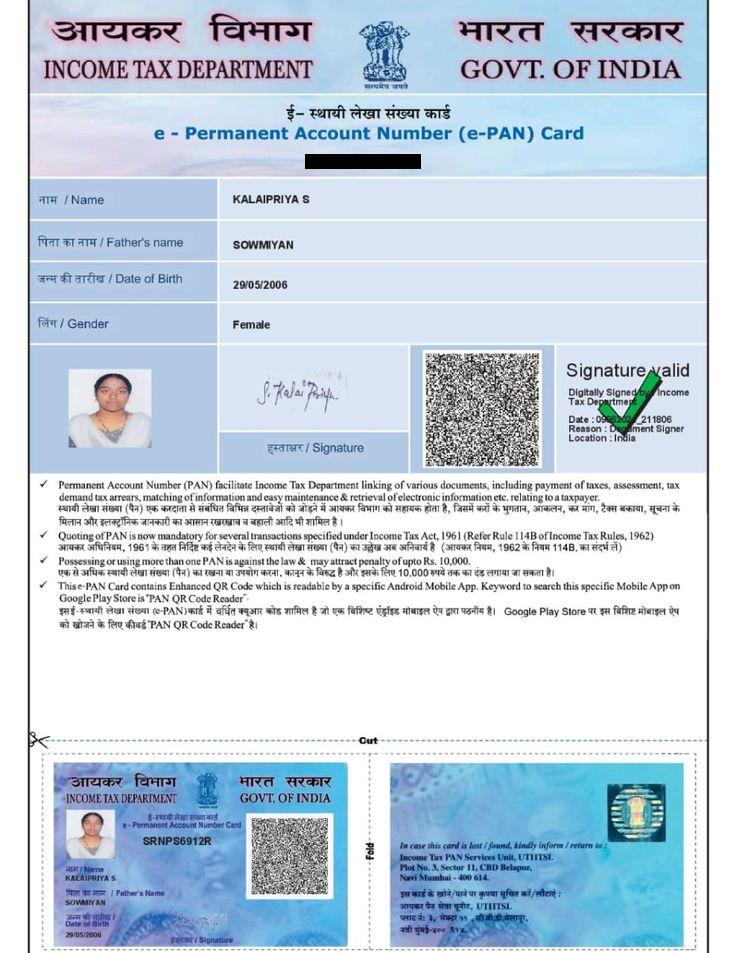 आयकर विभाग
INCOME TAX DEPARTMENT
सत्यमेव जयते
भारत सरकार
GOVT. OF INDIA
ई– स्थायी लेखा संख्या कार्ड
e - Permanent Account Number (e-PAN) Card
नाम / Name KALAIPRIYA S
पिता का नाम / Father's name SOWMIYAN
जन्म की तारीख / Date of Birth 29/05/2006
लिंग / Gender Female
S. Kalai Priya.
हस्ताक्षर / Signature
Signature valid
Digitally Signed by Income
Tax Department
Date :
Reason : Document Signer
Location : India
✓ Permanent Account Number (PAN) facilitate Income Tax Department linking of various documents, including payment of taxes, assessment, tax
demand tax arrears, matching of information and easy maintenance & retrieval of electronic information etc. relating to a taxpayer.
स्थायी लेखा संख्या (पैन) एक करदाता से संबंधित विभिन्न दस्तावेजों को जोड़ने में आयकर विभाग को सहायक होता है, जिसमें करों के भुगतान, आकलन, कर मांग, टैक्स बकाया, सूचना के
मिलान और इलक्ट्रॉनिक जानकारी का आसान रखरखाव व बहाली आदि भी शामिल है ।
✓ Quoting of PAN is now mandatory for several transactions specified under Income Tax Act, 1961 (Refer Rule 114B of Income Tax Rules, 1962)
आयकर अधिनियम, 1961 के तहत निर्दिष्ट कई लेनदेन के लिए स्थायी लेखा संख्या (पैन) का उल्लेख अब अनिवार्य है (आयकर नियम, 1962 के नियम 114B, का संदर्भ लें)
✓ Possessing or using more than one PAN is against the law & may attract penalty of upto Rs. 10,000.
एक से अधिक स्थायी लेखा संख्या (पैन) का रखना या उपयोग करना, कानुन के विरुद्ध है और इसके लिए 10,000 रुपये तक का दंड लगाया जा सकता है।
✓ This e-PAN Card contains Enhanced QR Code which is readable by a specific Android Mobile App. Keyword to search this specific Mobile App on
Google Play Store is "PAN QR Code Reader"
इस ई-स्थायी लेखा संख्या (e-PAN)कार्ड में वर्धित क्यूआर कोड शामिल है जो एक विशिष्ट एंड्रॉइड मोबाइल ऐप द्वारा पठनीय है। Google Play Store पर इस विशिष्ट मोबाइल ऐप
को खोजने के लिए कीवर्ड "PAN QR Code Reader" है।
Cut
आयकर विभाग
INCOME TAX DEPARTMENT
भारत सरकार
GOVT. OF INDIA
ई-स्थायी लेखा संख्या कार्ड
e - Permanent Account Number Card
SRNPS6912R
नाम / Name
KALAIPRIYA S
पिता का नाम / Father's Name
SOWMIYAN
जन्म की तारीख /
Date of Birth
29/05/2006
हस्ताक्षर / Signature
Fold
In case this card is lost / found, kindly inform / return to :
Income Tax PAN Services Unit, UTIITSL
Plot No. 3, Sector 11, CBD Belapur,
Navi Mumbai - 400 614.
इस कार्ड के खोने/पाने पर कृपया सूचित करें/लौटाएं :
आयकर पैन सेवा यूनीट, UTIITSL
प्लाट नं: ३, सेक्टर ११ , सी.बी.डी.बेलापूर,
नवी मुंबई-४०० ६१४.